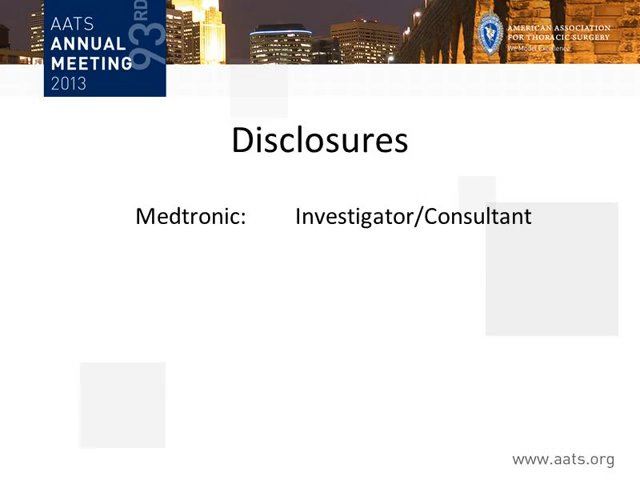 AATS
ANNUAL
MEETING
2013
93RD
AMERICAN ASSOCIATION
FOR THORACIC SURGERY
We Model Excellence
Disclosures
Medtronic: Investigator/Consultant
www.aats.org